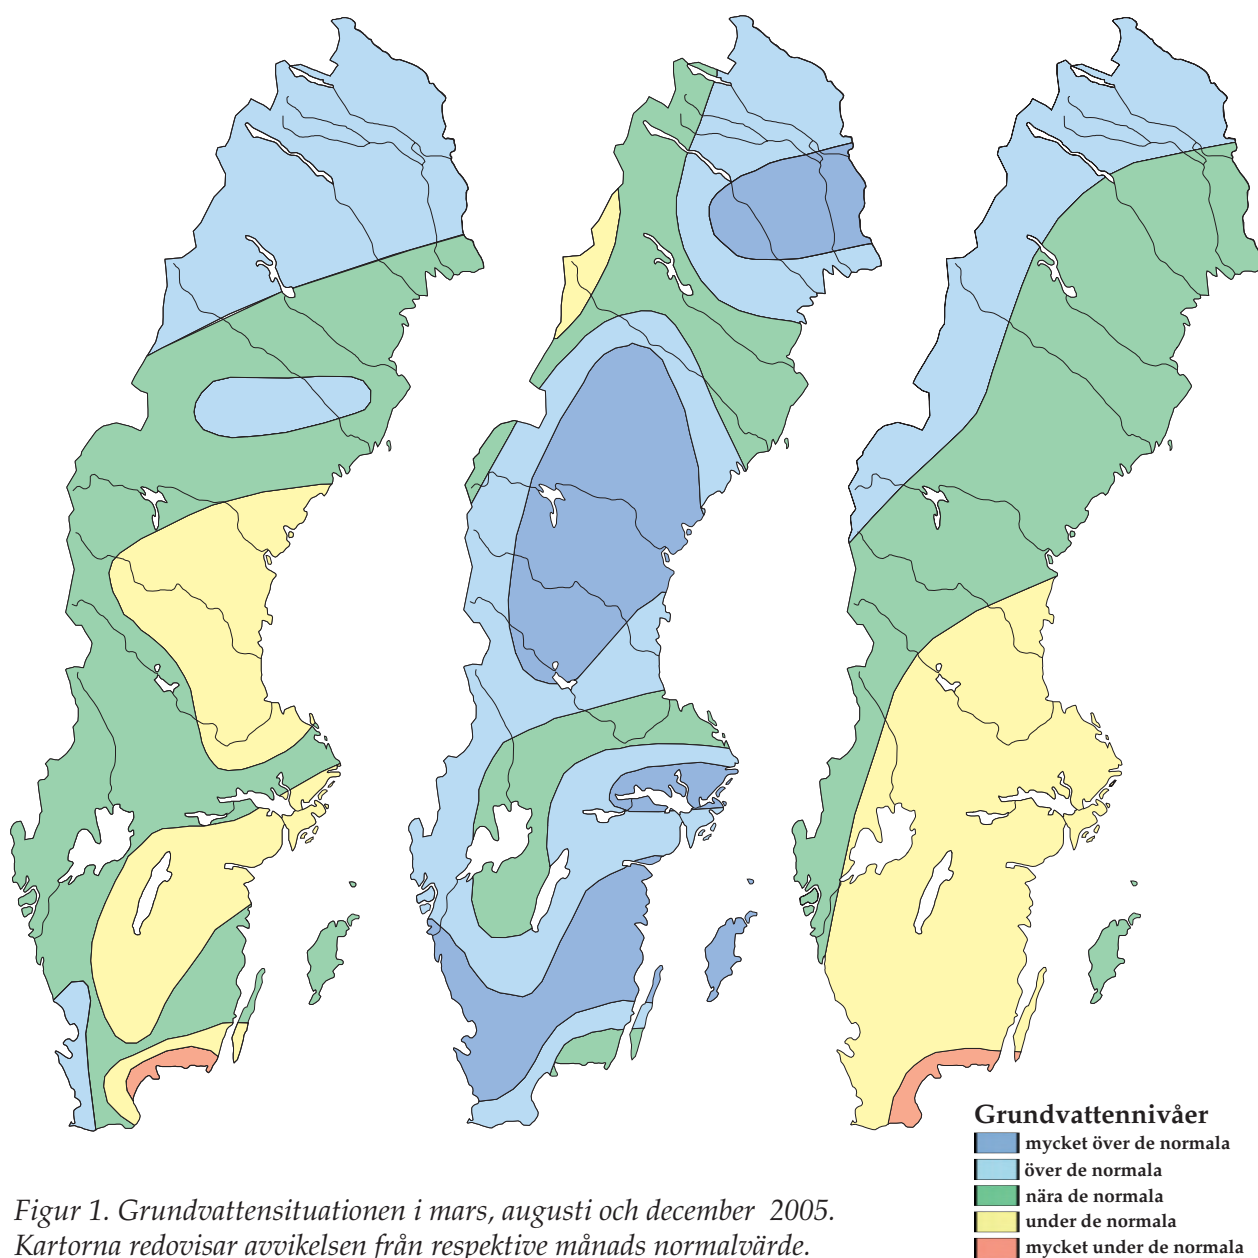 Grundvattennivåer
mycket över de normala
över de normala
nära de normala
under de normala
mycket under de normala
Figur 1. Grundvattensituationen i mars, augusti och december 2005.
Kartorna redovisar avvikelsen från respektive månads normalvärde.